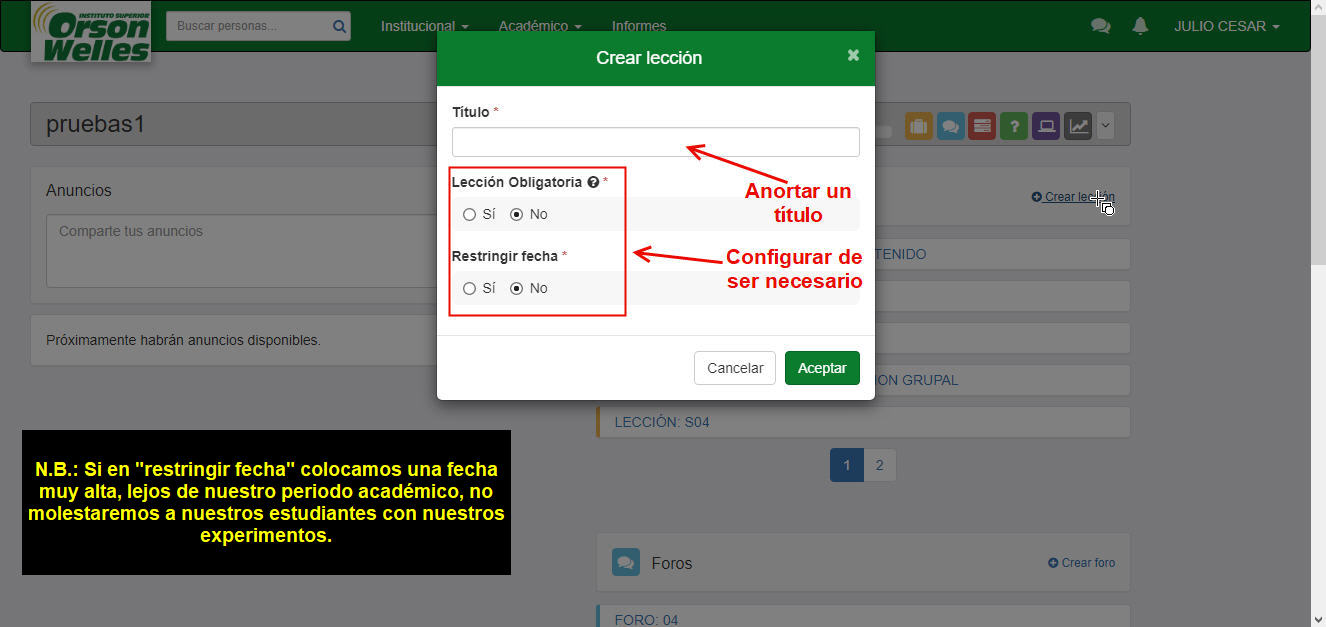 INSTITUTO SUPERIOR
Orson
Welles
Buscar personas...
Institucional
Académico
Informes
JULIO CESAR
Crear lección
pruebas1
Título *
Anuncios
Comparte tus anuncios
Anortar un
título
Lección Obligatoria ? *
Sí
No
Crear lección
Restringir fecha *
Sí
No
Configurar de
ser necesario
TENIDO
Próximamente habrán anuncios disponibles.
Cancelar
Aceptar
ION GRUPAL
LECCIÓN: S04
1
2
N.B.: Si en "restringir fecha" colocamos una fecha
muy alta, lejos de nuestro periodo académico, no
molestaremos a nuestros estudiantes con nuestros
experimentos.
Foros
Crear foro
FORO: 04